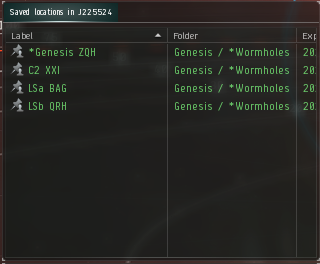 Saved locations in J225524
Label Folder Exp
*Genesis ZQH Genesis / *Wormholes 20
C2 XXI Genesis / *Wormholes 20
LSa BAG Genesis / *Wormholes 20
LSb QRH Genesis / *Wormholes 20